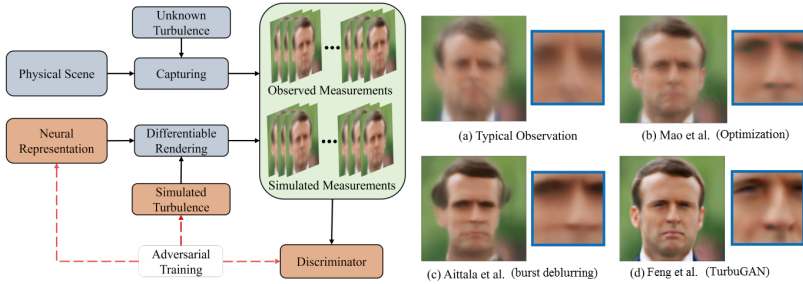 Unknown
Turbulence
Physical Scene
Capturing
Observed Measurements
Neural
Representation
Differentiable
Rendering
Simulated Measurements
Simulated
Turbulence
Adversarial
Training
Discriminator
(a) Typical Observation
(b) Mao et al. (Optimization)
(c) Aittala et al. (burst deblurring)
(d) Feng et al. (TurbuGAN)